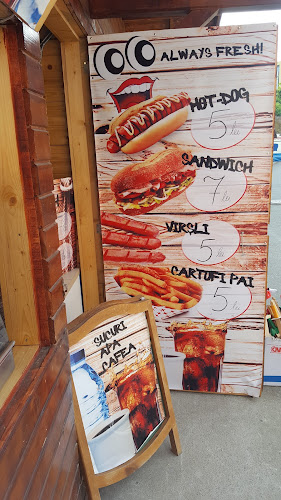 ALWAYS FRESH!
HOT-DOG
5 lei
SANDWICH
7 lei
VIRSLI
5 lei
CARTOFI PAI
5 lei
SUCURI
APA
CAFEA